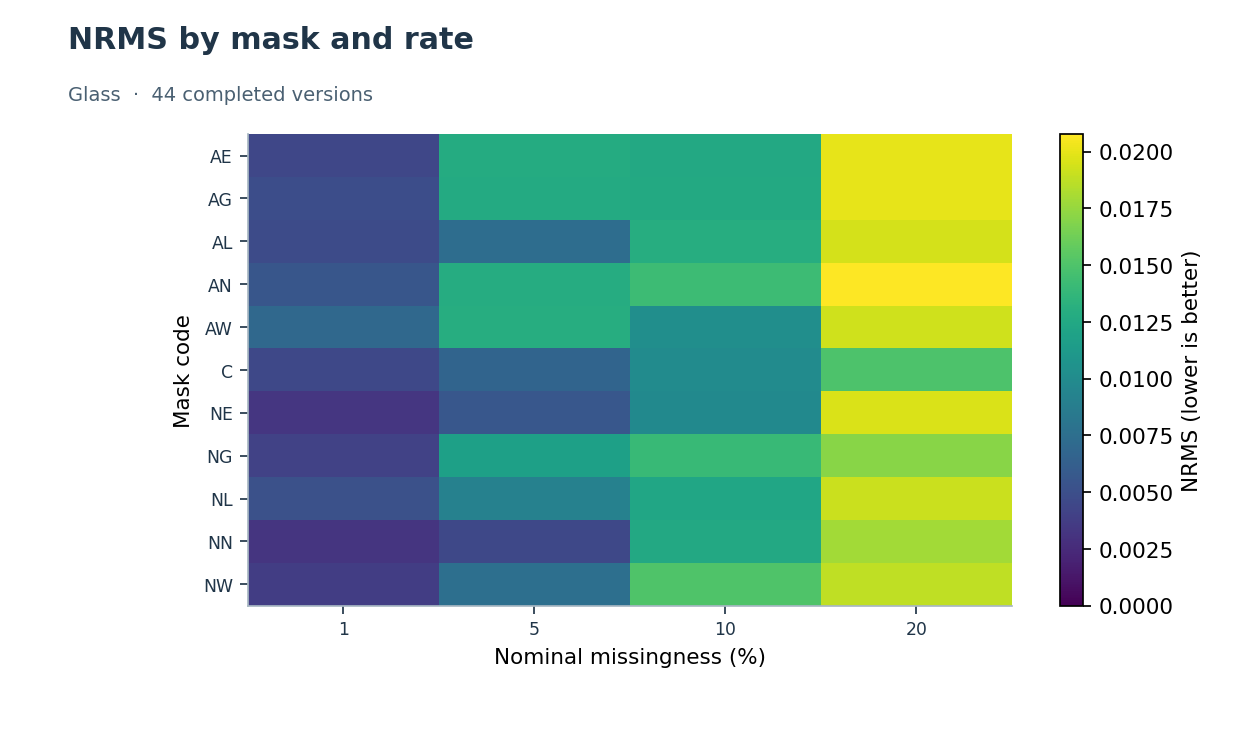 NRMS by mask and rate
Glass · 44 completed versions
Mask code
AE
AG
AL
AN
AW
C
NE
NG
NL
NN
NW
1 5 10 20
Nominal missingness (%)
0.0200
0.0175
0.0150
0.0125
0.0100
0.0075
0.0050
0.0025
0.0000
NRMS (lower is better)